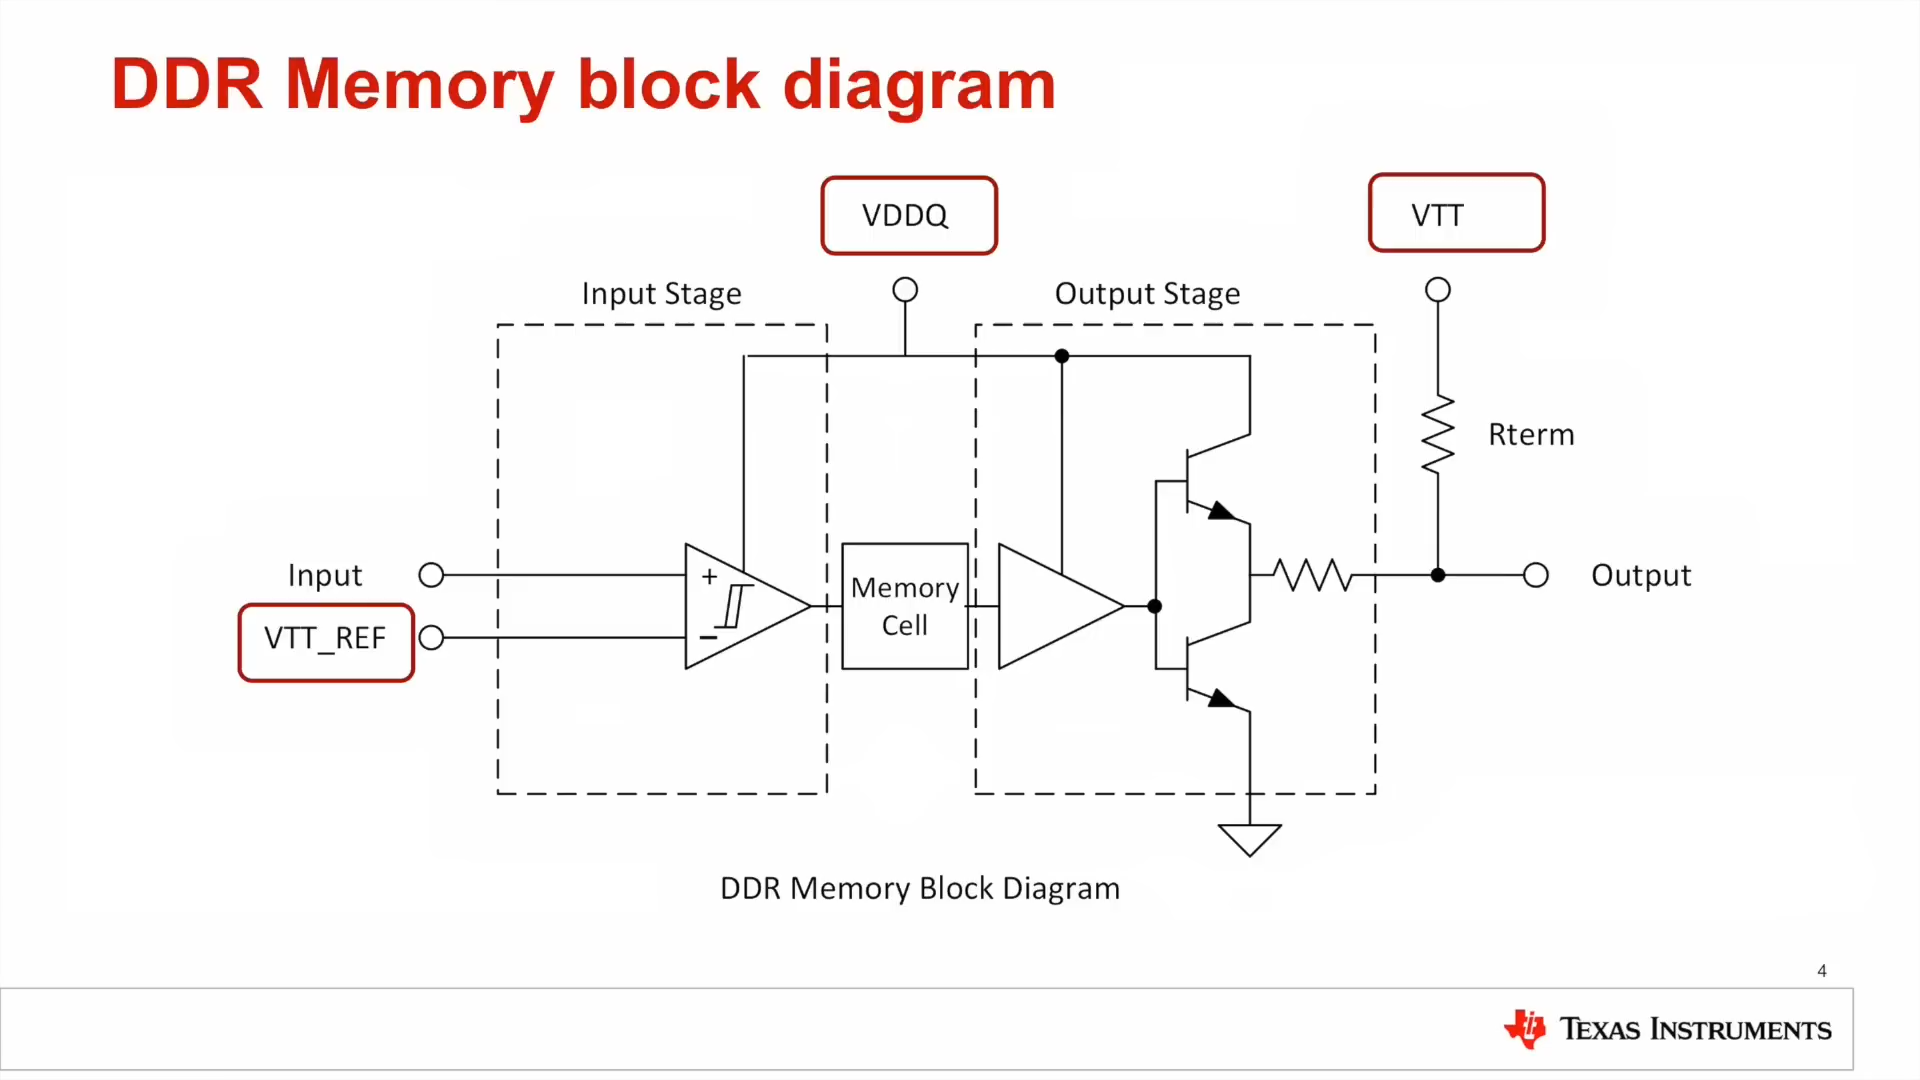 DDR Memory block diagram
VDDQ
VTT
Input Stage
Output Stage
Rterm
Input
+
Memory
Cell
Output
VTT_REF
−
DDR Memory Block Diagram
4
TEXAS INSTRUMENTS